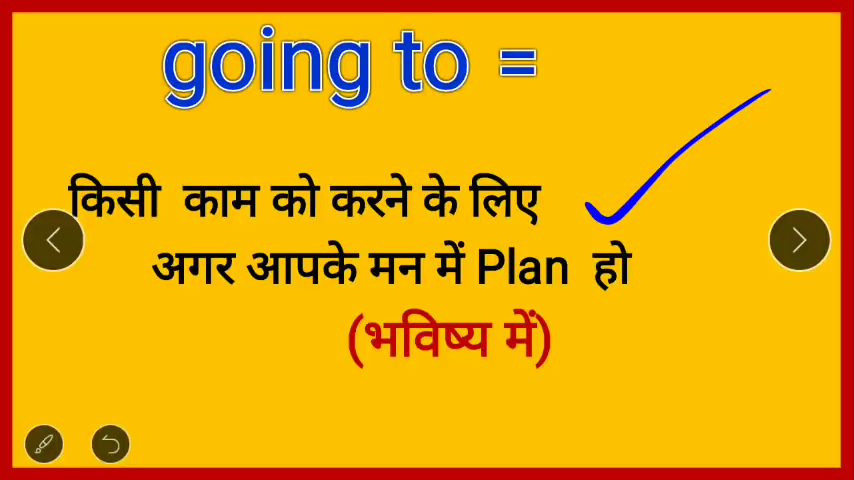 going to =
किसी काम को करने के लिए
अगर आपके मन में Plan हो
(भविष्य में)